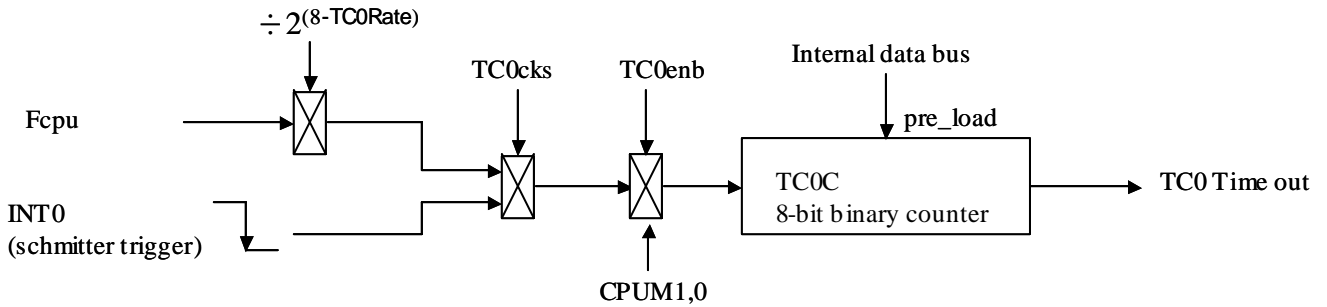 ÷2(8-TC0Rate)
TC0cks
TC0enb
Internal data bus
Fcpu
pre_load
TC0C
8-bit binary counter
TC0 Time out
INT0
(schmitter trigger)
CPUM1,0